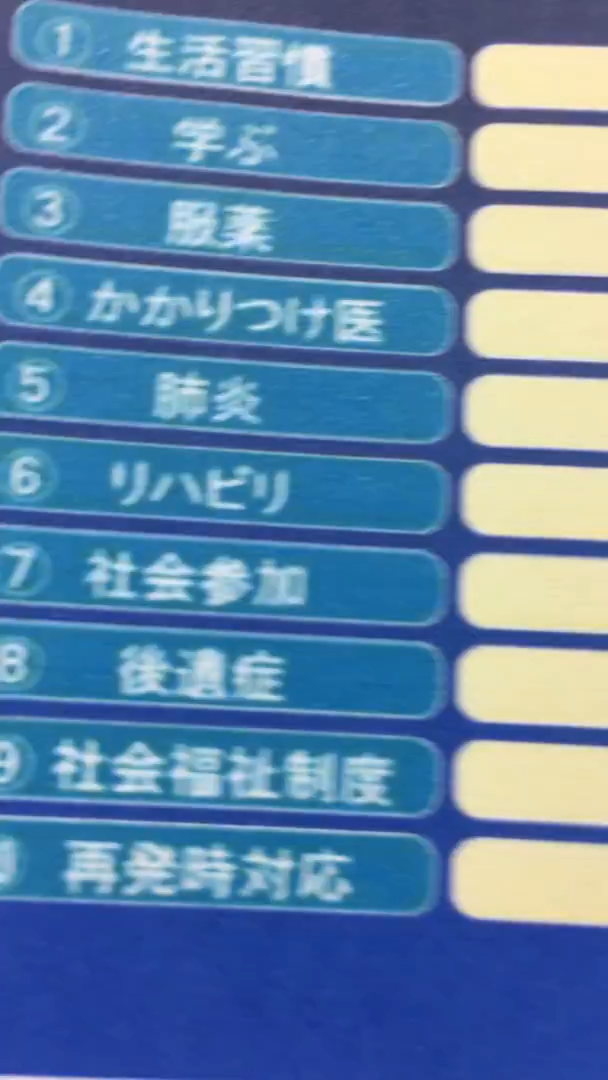 ① 生活習慣
② 学ぶ
③ 服薬
④ かかりつけ医
⑤ 肺炎
⑥ リハビリ
⑦ 社会参加
⑧ 後遺症
⑨ 社会福祉制度
再発時対応